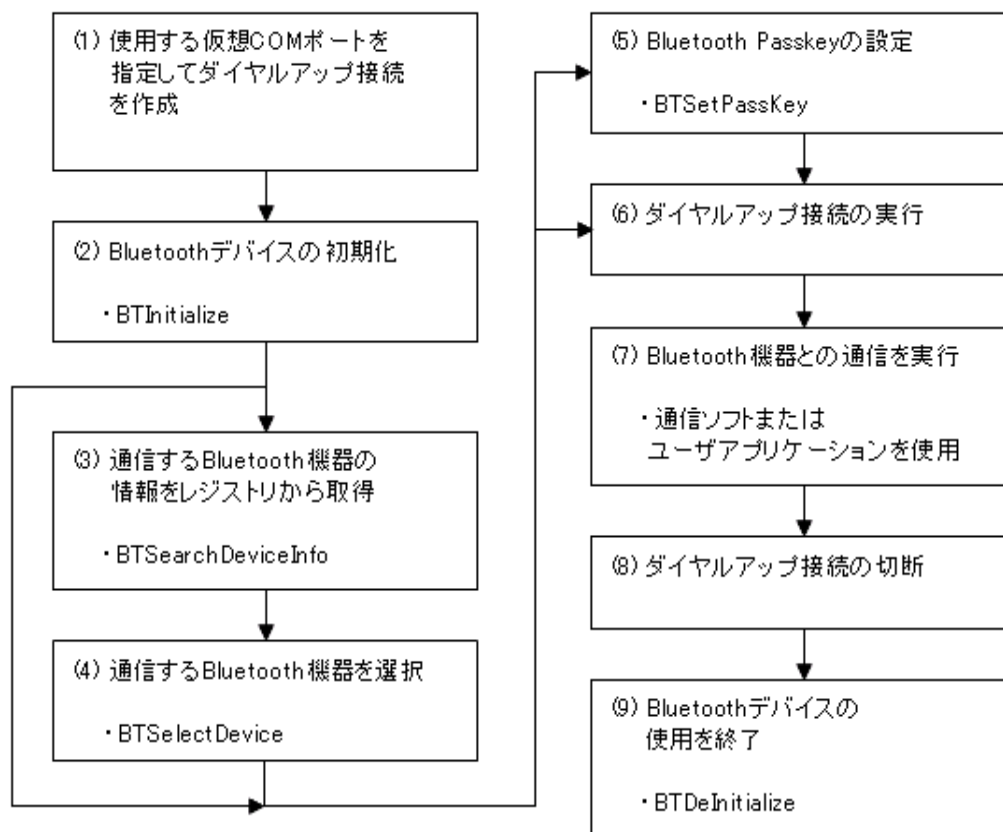 (1) 使用する仮想COMポートを
指定してダイヤルアップ接続
を作成
(2) Bluetoothデバイスの初期化
・BTInitialize
(3) 通信するBluetooth機器の
情報をレジストリから取得
・BTSearchDeviceInfo
(4) 通信するBluetooth機器を選択
・BTSelectDevice
(5) Bluetooth Passkeyの設定
・BTSetPassKey
(6) ダイヤルアップ接続の実行
(7) Bluetooth機器との通信を実行
・通信ソフトまたは
ユーザアプリケーションを使用
(8) ダイヤルアップ接続の切断
(9) Bluetoothデバイスの
使用を終了
・BTDeInitialize